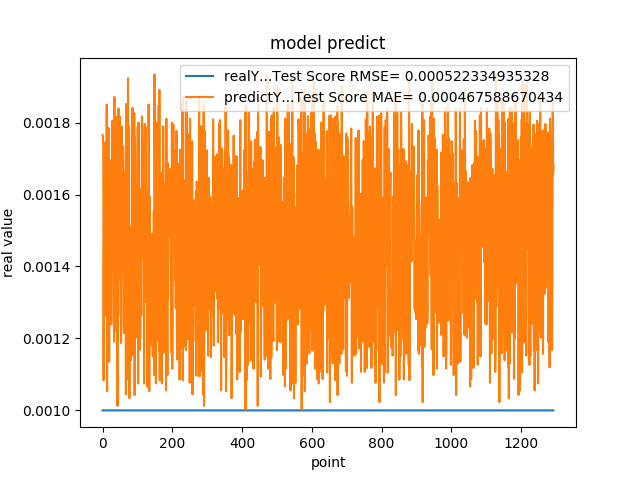 model predict
realY...Test Score RMSE= 0.000522334935328
predictY...Test Score MAE= 0.000467588670434
0.0018
0.0016
0.0014
0.0012
0.0010
real value
0 200 400 600 800 1000 1200
point